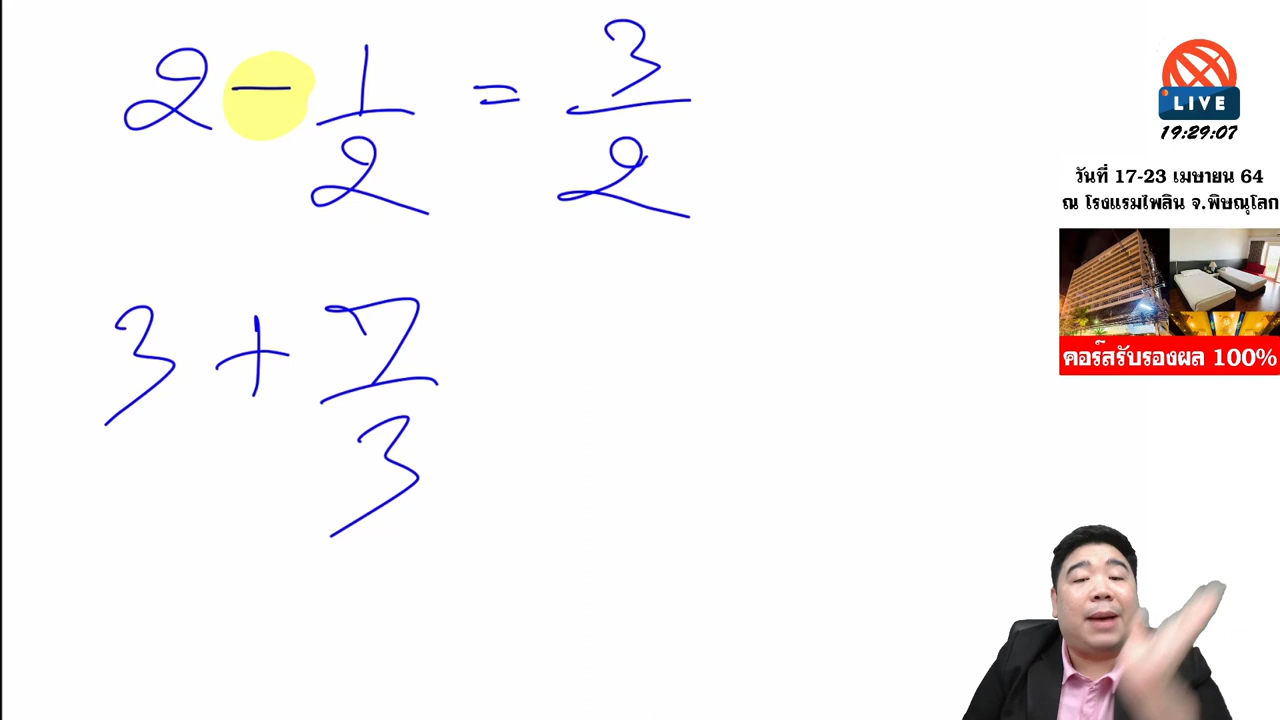 2 - 1/2 = 3/2
3 + 7/3
LIVE
19:29:07
วันที่ 17-23 เมษายน 64
ณ โรงแรมไพลิน จ.พิษณุโลก
คอร์สรับรองผล 100%